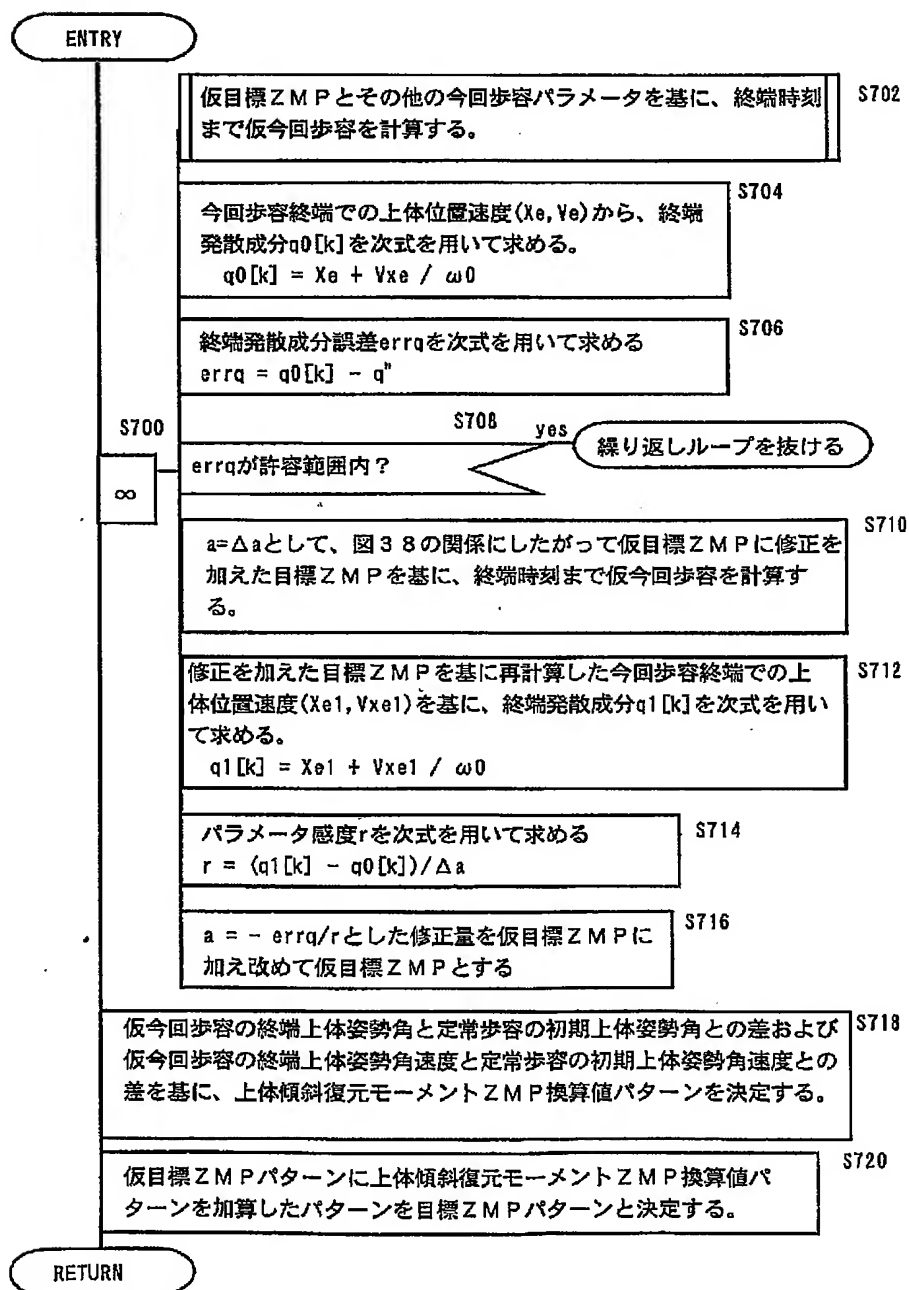 ENTRY
仮目標ZMPとその他の今回歩容パラメータを基に、終端時刻
まで仮今回歩容を計算する。
S702
S704
今回歩容終端での上体位置速度(Xe,Ve)から、終端
発散成分q0[k]を次式を用いて求める。
q0[k] = Xe + Vxe / ω0
S706
終端発散成分誤差errqを次式を用いて求める
errq = q0[k] - q"
S700
∞
S708
errqが許容範囲内?
yes
繰り返しループを抜ける
S710
a=Δaとして、図38の関係にしたがって仮目標ZMPに修正を
加えた目標ZMPを基に、終端時刻まで仮今回歩容を計算す
る。
S712
修正を加えた目標ZMPを基に再計算した今回歩容終端での上
体位置速度(Xe1,Vxe1)を基に、終端発散成分q1[k]を次式を用い
て求める。
q1[k] = Xe1 + Vxe1 / ω0
S714
パラメータ感度rを次式を用いて求める
r = (q1[k] - q0[k])/Δa
S716
a = - errq/rとした修正量を仮目標ZMPに
加え改めて仮目標ZMPとする
S718
仮今回歩容の終端上体姿勢角と定常歩容の初期上体姿勢角との差および
仮今回歩容の終端上体姿勢角速度と定常歩容の初期上体姿勢角速度との
差を基に、上体傾斜復元モーメントZMP換算値パターンを決定する。
S720
仮目標ZMPパターンに上体傾斜復元モーメントZMP換算値パ
ターンを加算したパターンを目標ZMPパターンと決定する。
RETURN